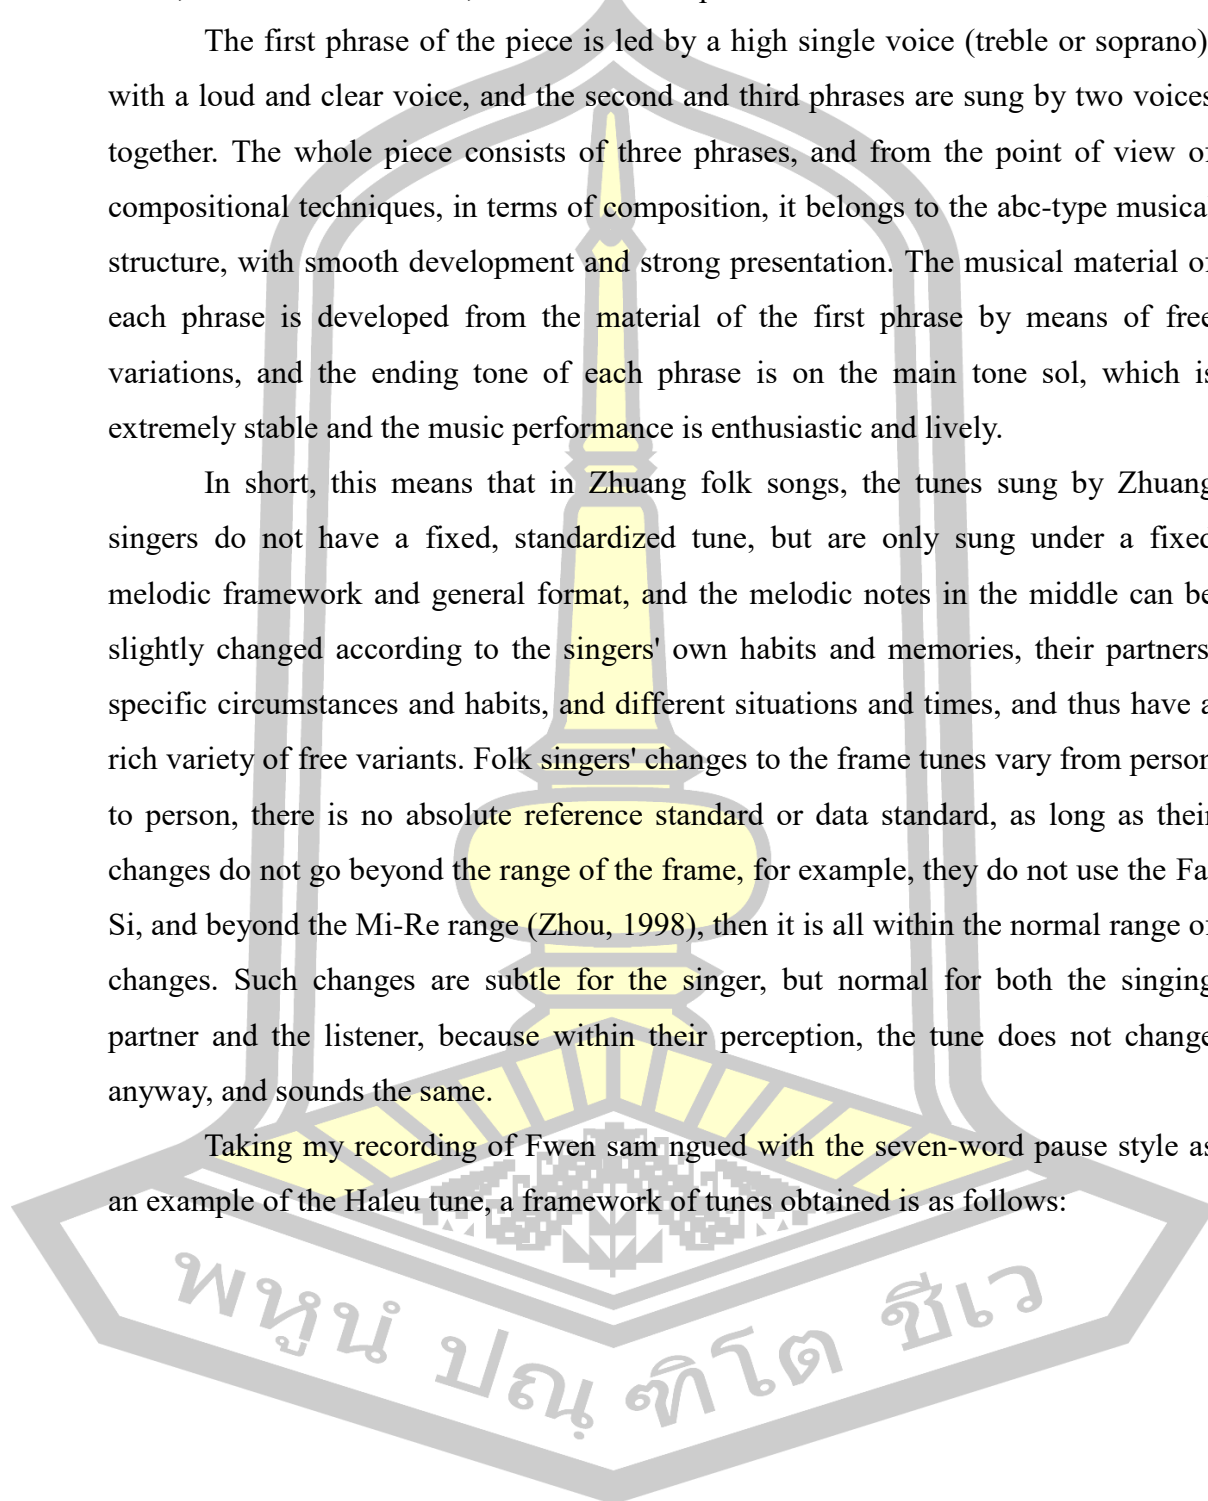 The first phrase of the piece is led by a high single voice (treble or soprano)
with a loud and clear voice, and the second and third phrases are sung by two voices
together. The whole piece consists of three phrases, and from the point of view of
compositional techniques, in terms of composition, it belongs to the abc-type musical
structure, with smooth development and strong presentation. The musical material of
each phrase is developed from the material of the first phrase by means of free
variations, and the ending tone of each phrase is on the main tone sol, which is
extremely stable and the music performance is enthusiastic and lively.
In short, this means that in Zhuang folk songs, the tunes sung by Zhuang
singers do not have a fixed, standardized tune, but are only sung under a fixed
melodic framework and general format, and the melodic notes in the middle can be
slightly changed according to the singers' own habits and memories, their partners'
specific circumstances and habits, and different situations and times, and thus have a
rich variety of free variants. Folk singers' changes to the frame tunes vary from person
to person, there is no absolute reference standard or data standard, as long as their
changes do not go beyond the range of the frame, for example, they do not use the Fa
Si, and beyond the Mi-Re range (Zhou, 1998), then it is all within the normal range of
changes. Such changes are subtle for the singer, but normal for both the singing
partner and the listener, because within their perception, the tune does not change
anyway, and sounds the same.
Taking my recording of Fwen sam ngued with the seven-word pause style as
an example of the Haleu tune, a framework of tunes obtained is as follows:
พหูนํ ปณฺฑิโต ชีเว